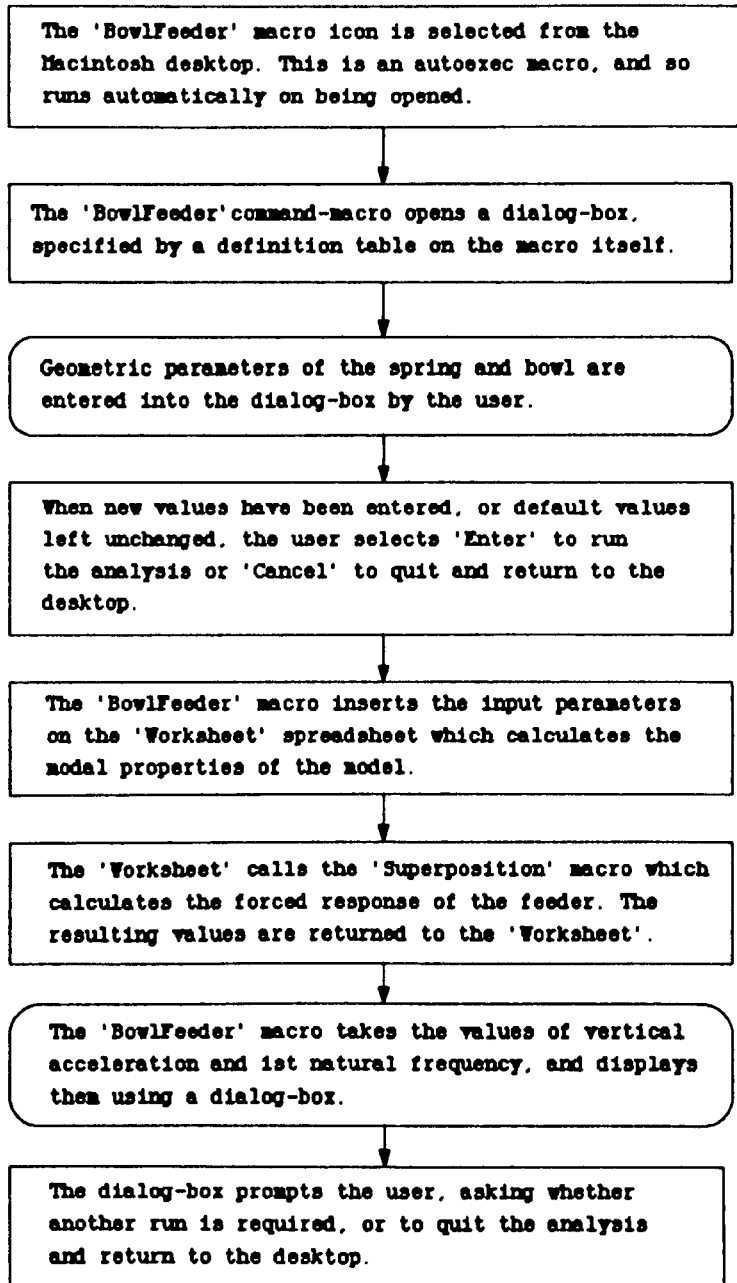 The 'BowlFeeder' macro icon is selected from the
Macintosh desktop. This is an autoexec macro, and so
runs automatically on being opened.
The 'BowlFeeder'command-macro opens a dialog-box,
specified by a definition table on the macro itself.
Geometric parameters of the spring and bowl are
entered into the dialog-box by the user.
When new values have been entered, or default values
left unchanged, the user selects 'Enter' to run
the analysis or 'Cancel' to quit and return to the
desktop.
The 'BowlFeeder' macro inserts the input parameters
on the 'Worksheet' spreadsheet which calculates the
modal properties of the model.
The 'Worksheet' calls the 'Superposition' macro which
calculates the forced response of the feeder. The
resulting values are returned to the 'Worksheet'.
The 'BowlFeeder' macro takes the values of vertical
acceleration and 1st natural frequency, and displays
them using a dialog-box.
The dialog-box prompts the user, asking whether
another run is required, or to quit the analysis
and return to the desktop.